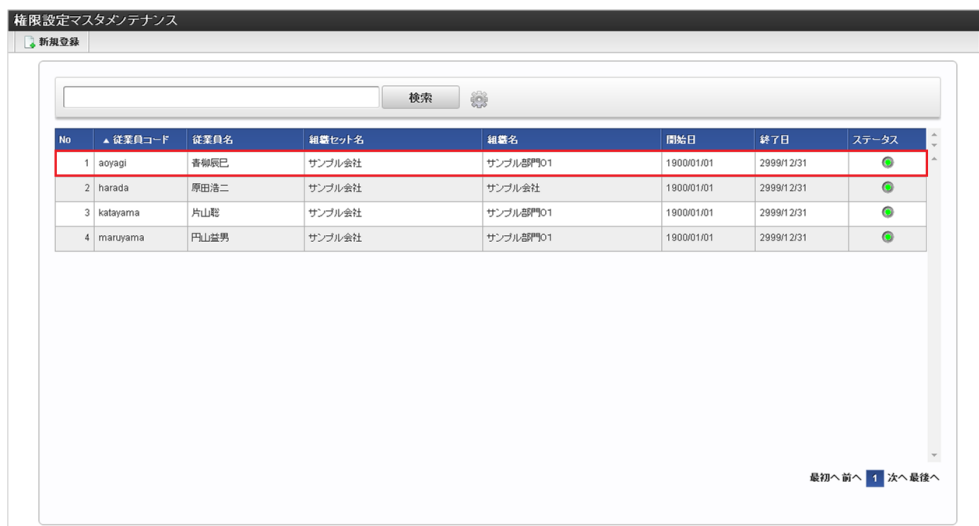 権限設定マスタメンテナンス
新規登録
検索
No ▲ 従業員コード 従業員名 組織セット名 組織名 開始日 終了日 ステータス
1 aoyagi 青柳辰巳 サンプル会社 サンプル部門01 1900/01/01 2999/12/31
2 harada 原田浩二 サンプル会社 サンプル会社 1900/01/01 2999/12/31
3 katayama 片山聡 サンプル会社 サンプル部門01 1900/01/01 2999/12/31
4 maruyama 円山益男 サンプル会社 サンプル部門01 1900/01/01 2999/12/31
最初へ 前へ 1 次へ 最後へ